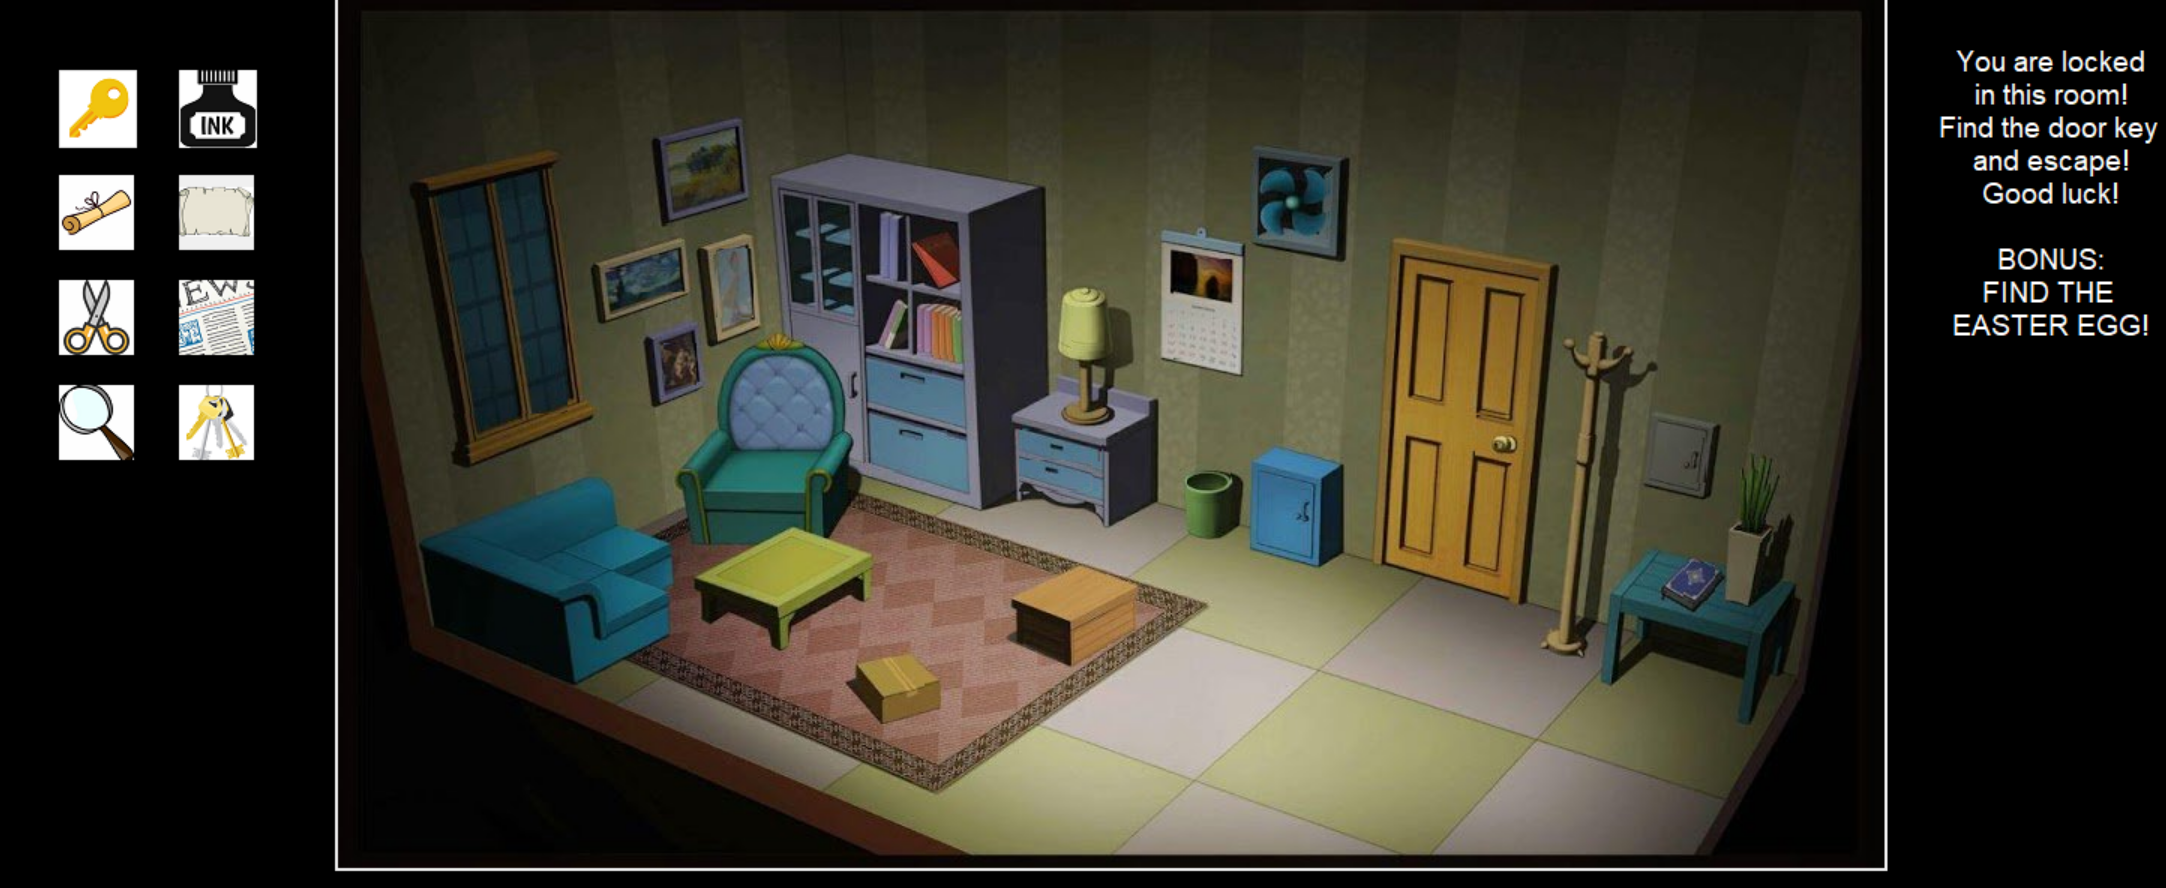 INK
EWS
You are locked
in this room!
Find the door key
and escape!
Good luck!
BONUS:
FIND THE
EASTER EGG!